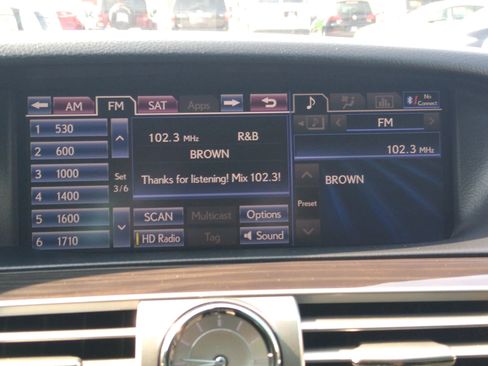 AM FM SAT Apps
No Connect
1 530
2 600
3 1000
4 1400
5 1600
6 1710
Set
3/6
102.3 MHz R&B
BROWN
Thanks for listening! Mix 102.3!
SCAN Multicast Options
HD Radio Tag Sound
FM
102.3 MHz
BROWN
Preset